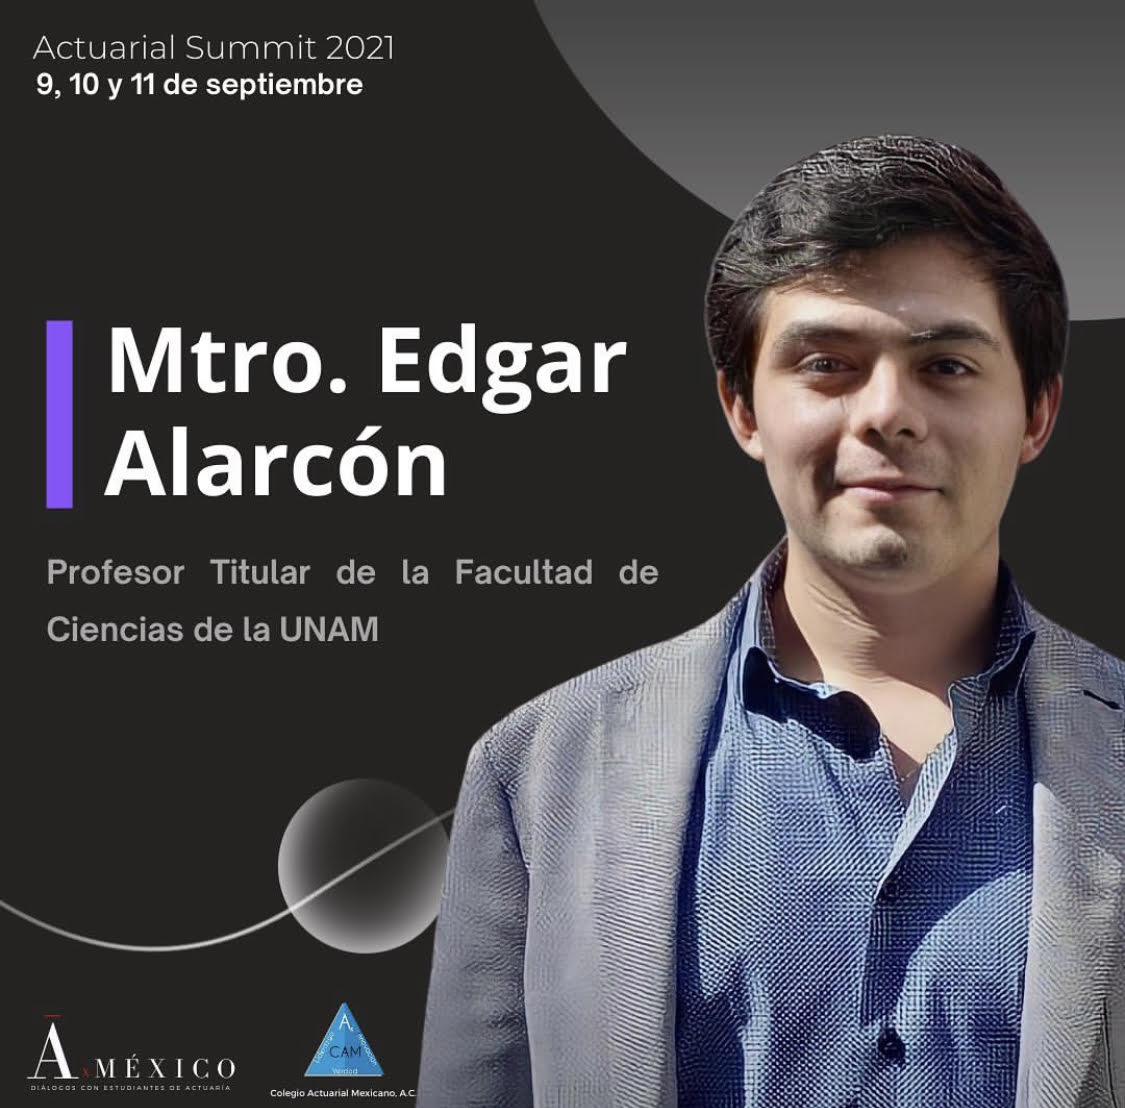 Actuarial Summit 2021
9, 10 y 11 de septiembre
Mtro. Edgar
Alarcón
Profesor Titular de la Facultad de
Ciencias de la UNAM
A x MÉXICO
DIÁLOGOS CON ESTUDIANTES DE ACTUARÍA
A
CAM
Verdad
Colegio Actuarial Mexicano, A.C.